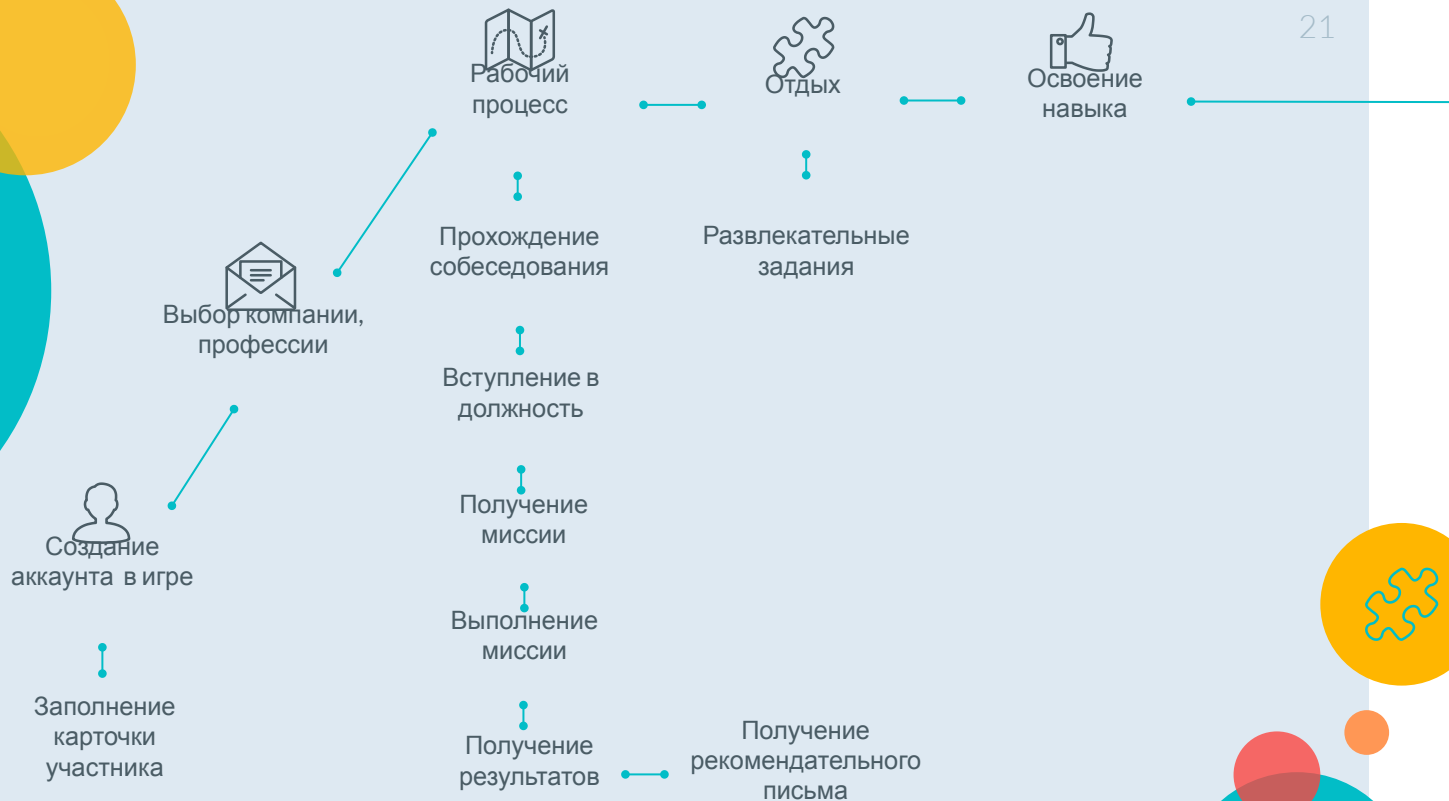 21
Рабочий
процесс
Отдых
Освоение
навыка
Прохождение
собеседования
Развлекательные
задания
Выбор компании,
профессии
Вступление в
должность
Получение
миссии
Создание
аккаунта в игре
Выполнение
миссии
Заполнение
карточки
участника
Получение
результатов
Получение
рекомендательного
письма